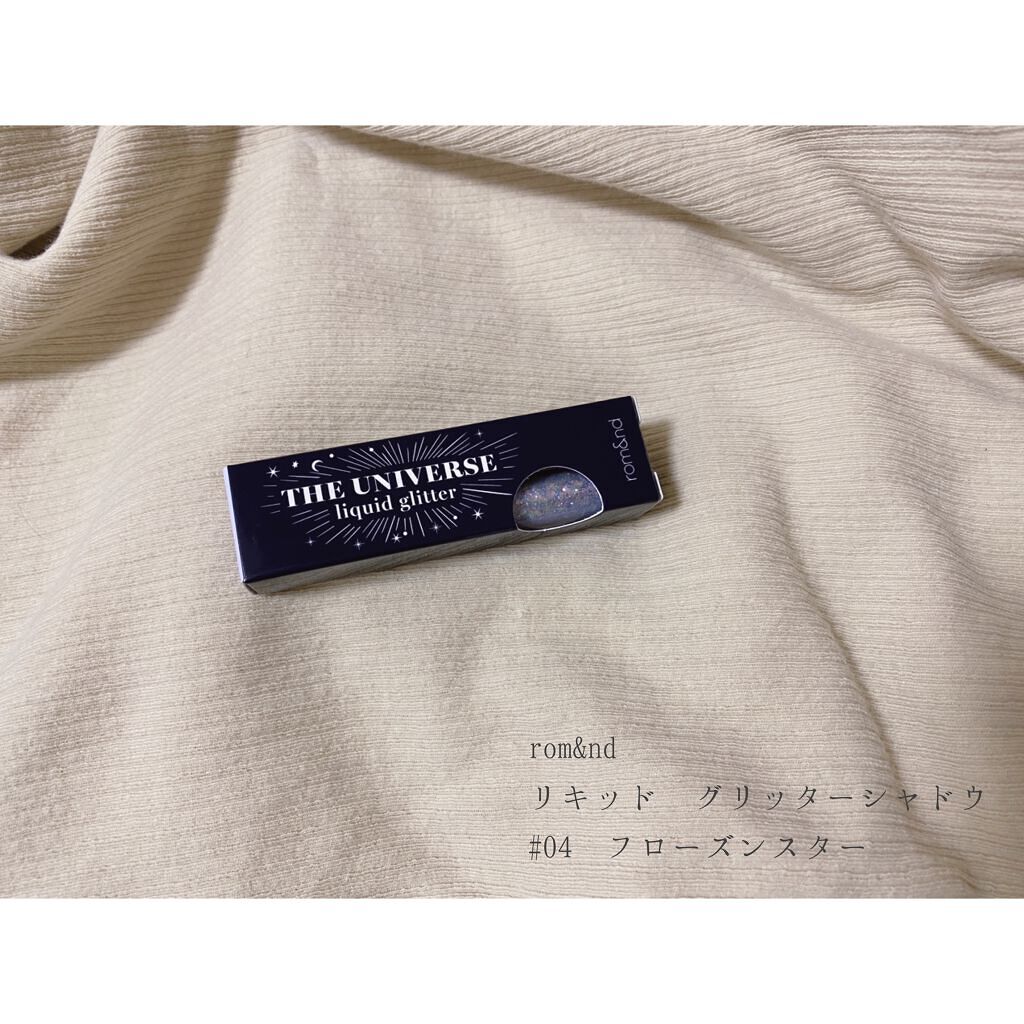 THE UNIVERSE
liquid glitter
rom&nd
rom&nd
リキッド　グリッターシャドウ
#04　フローズンスター